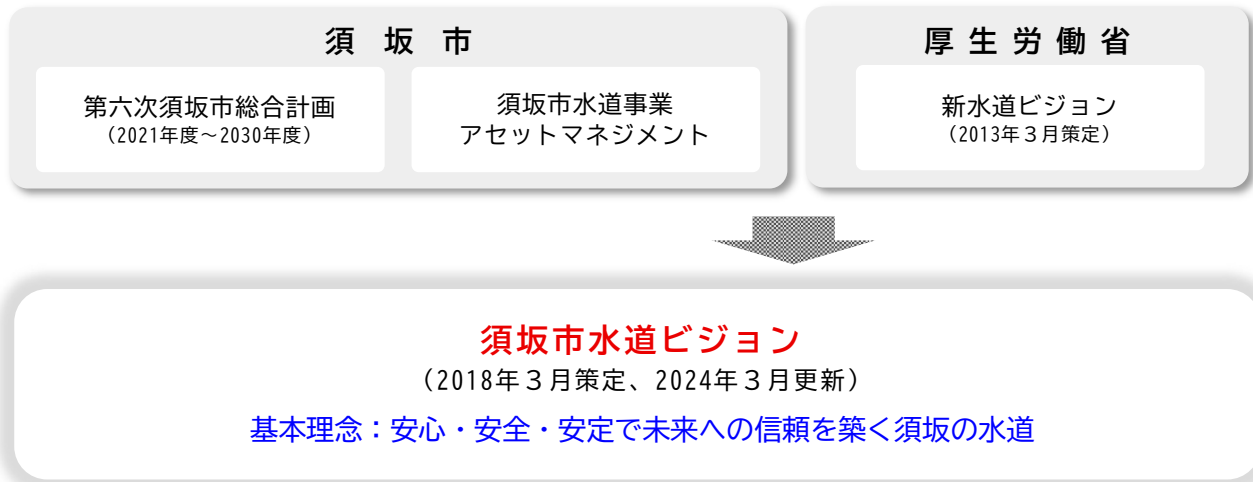 須坂市
第六次須坂市総合計画
（2021年度～2030年度）
須坂市水道事業
アセットマネジメント
厚生労働省
新水道ビジョン
（2013年３月策定）
須坂市水道ビジョン
（2018年３月策定、2024年３月更新）
基本理念：安心・安全・安定で未来への信頼を築く須坂の水道